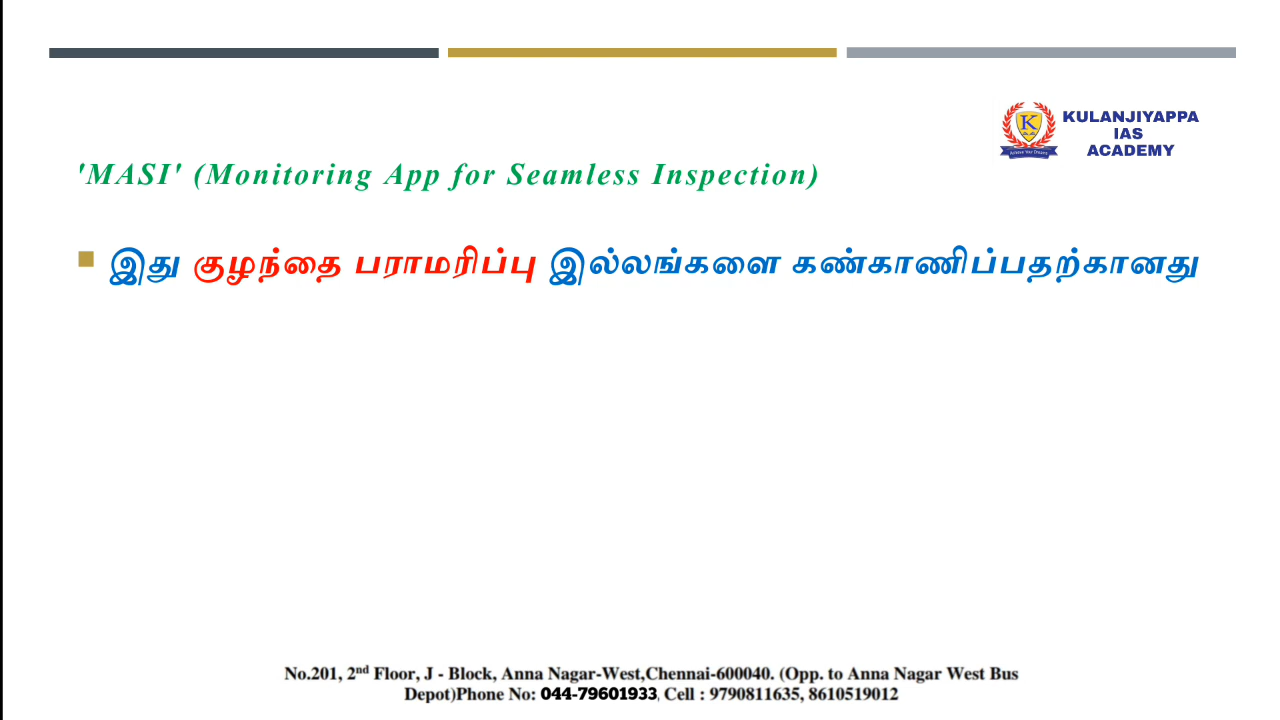 KULANJIYAPPA
IAS
ACADEMY
'MASI' (Monitoring App for Seamless Inspection)
இது குழந்தை பராமரிப்பு இல்லங்களை கண்காணிப்பதற்கானது
No.201, 2nd Floor, J - Block, Anna Nagar-West,Chennai-600040. (Opp. to Anna Nagar West Bus
Depot)Phone No: 044-79601933, Cell : 9790811635, 8610519012